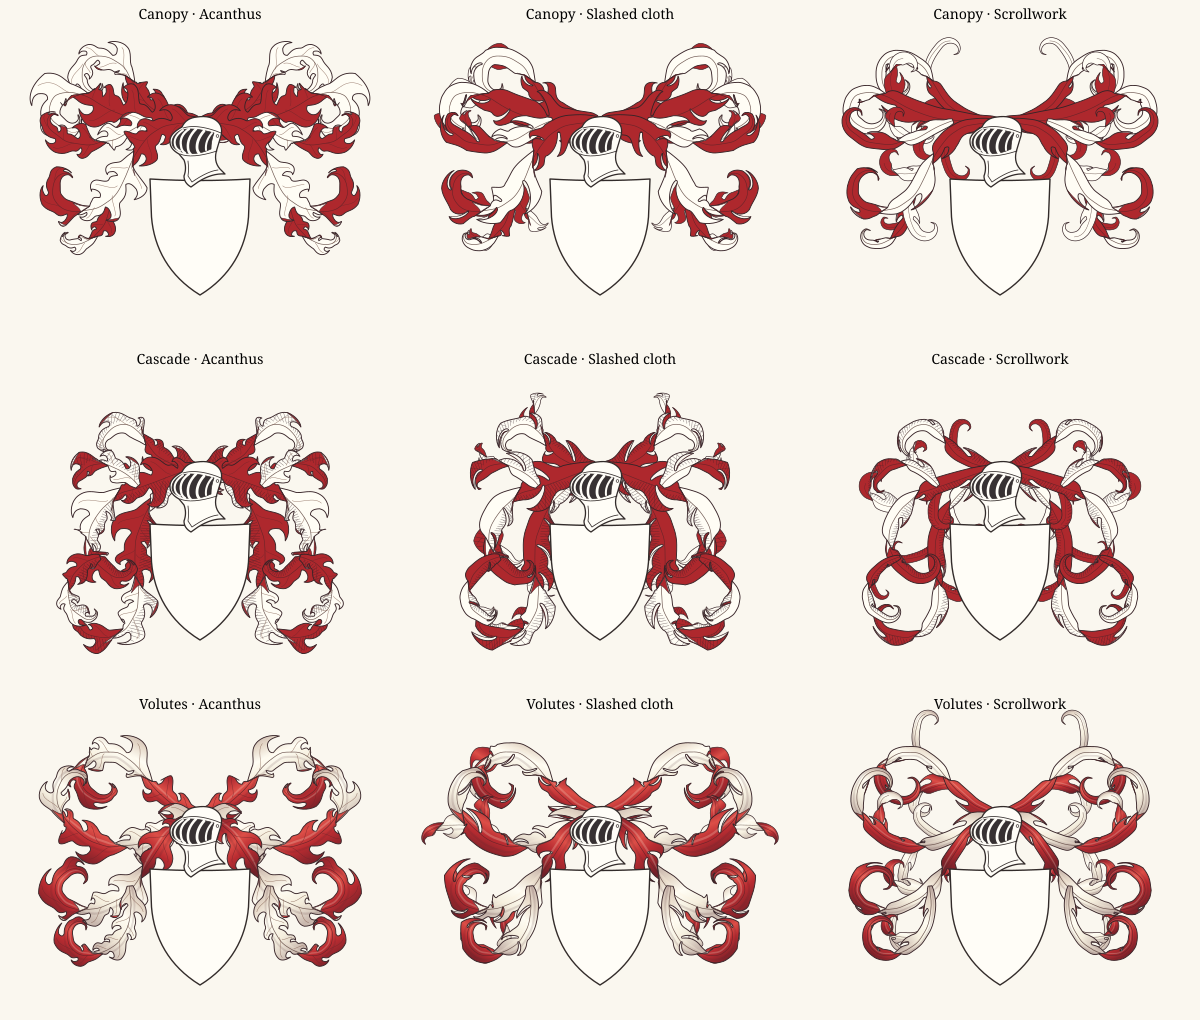 Canopy · Acanthus
Canopy · Slashed cloth
Canopy · Scrollwork
Cascade · Acanthus
Cascade · Slashed cloth
Cascade · Scrollwork
Volutes · Acanthus
Volutes · Slashed cloth
Volutes · Scrollwork